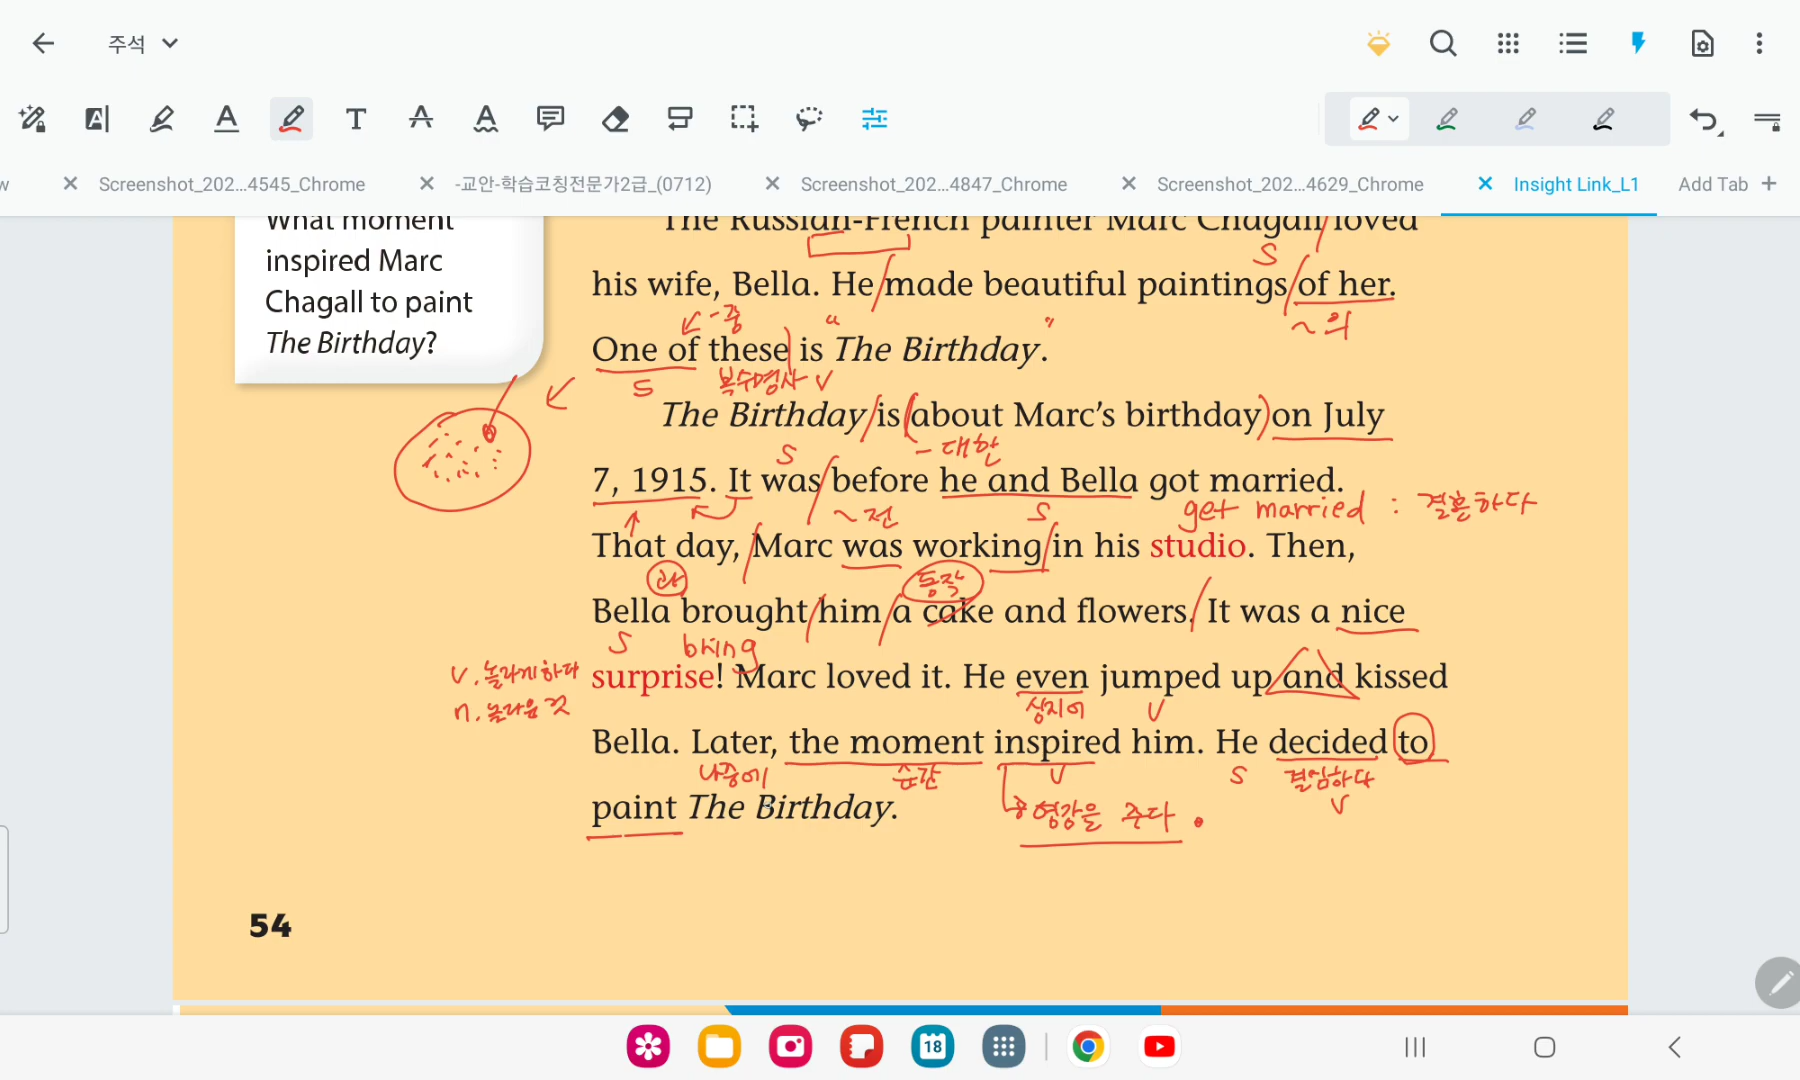 주석
w
Screenshot_202...4545_Chrome
-교안-학습코칭전문가2급_(0712)
Screenshot_202...4847_Chrome
Screenshot_202...4629_Chrome
Insight Link_L1
Add Tab +
What moment
inspired Marc
Chagall to paint
The Birthday?
The Russian-French painter Marc Chagall loved
S
his wife, Bella. He made beautiful paintings of her.
-중
" "
~의
One of these is The Birthday.
S 복수명사 V
The Birthday is about Marc's birthday on July
S - 대한
7, 1915. It was before he and Bella got married.
~전 S get married : 결혼하다
That day, Marc was working in his studio. Then,
과 동작
Bella brought him a cake and flowers. It was a nice
S bring
v. 놀라게하다
surprise! Marc loved it. He even jumped up and kissed
n. 놀라운 것
상지어 V
Bella. Later, the moment inspired him. He decided to
나중에 순간 V S 결심하다
V
paint The Birthday.
영감을 주다.
54
18